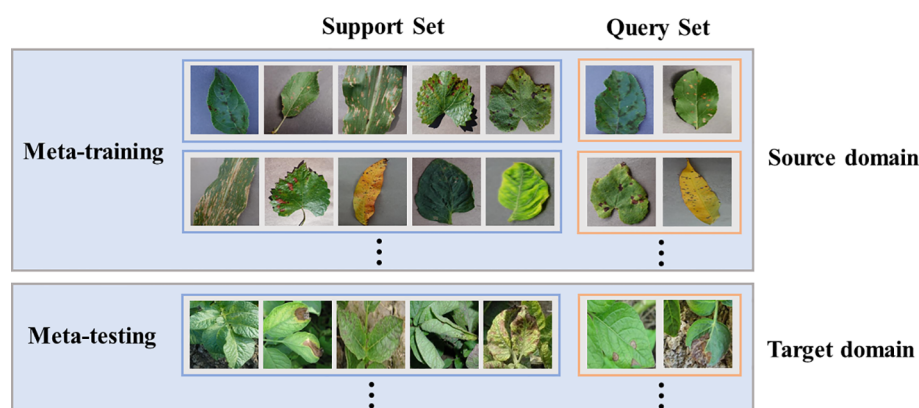 Support Set
Query Set
Meta-training
Source domain
Meta-testing
Target domain